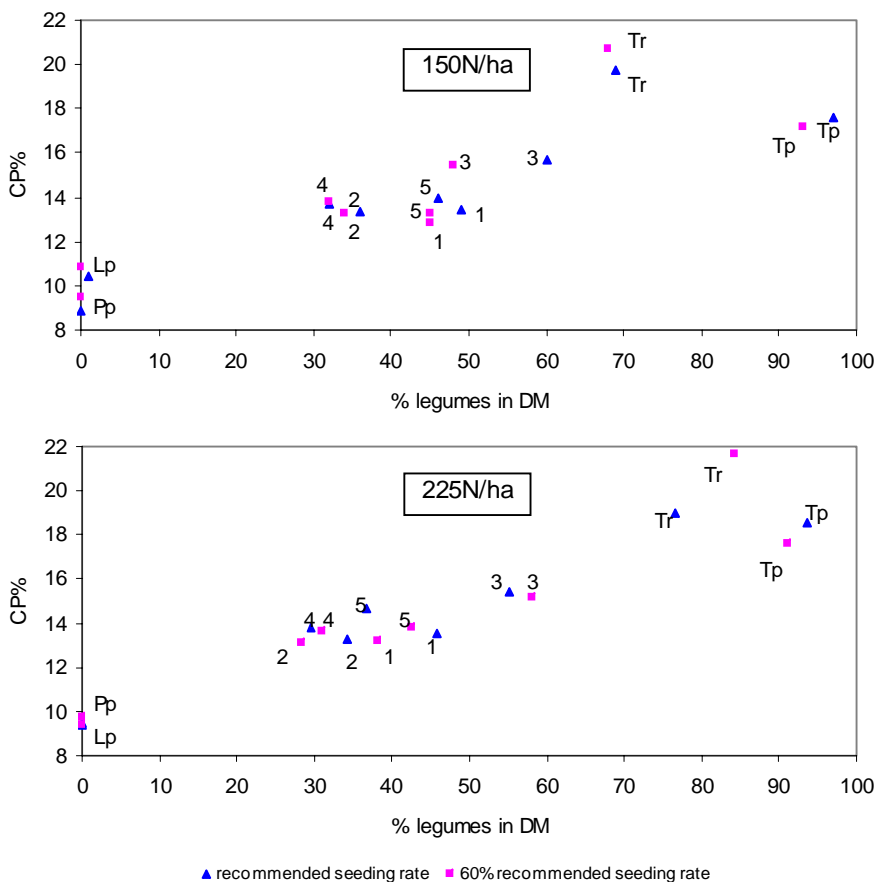 22
20
18
16
14
12
10
8
CP%
150N/ha
Tr
Tr
Tp
Tp
3
3
4
2
5
4
2
5
1
1
Lp
Pp
0 10 20 30 40 50 60 70 80 90 100
% legumes in DM
22
20
18
16
14
12
10
8
CP%
225N/ha
Tr
Tr
Tp
Tp
3 3
4 4 5 5
2 2 1 1
Pp
Lp
0 10 20 30 40 50 60 70 80 90 100
% legumes in DM
recommended seeding rate 60% recommended seeding rate